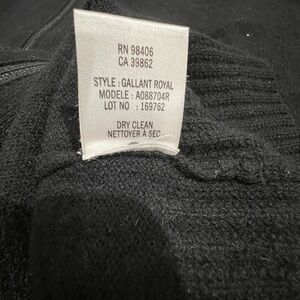 RN 98406
CA 39862
STYLE : GALLANT ROYAL
MODELE : A088704R
LOT NO : 169762
DRY CLEAN
NETTOYER À SEC